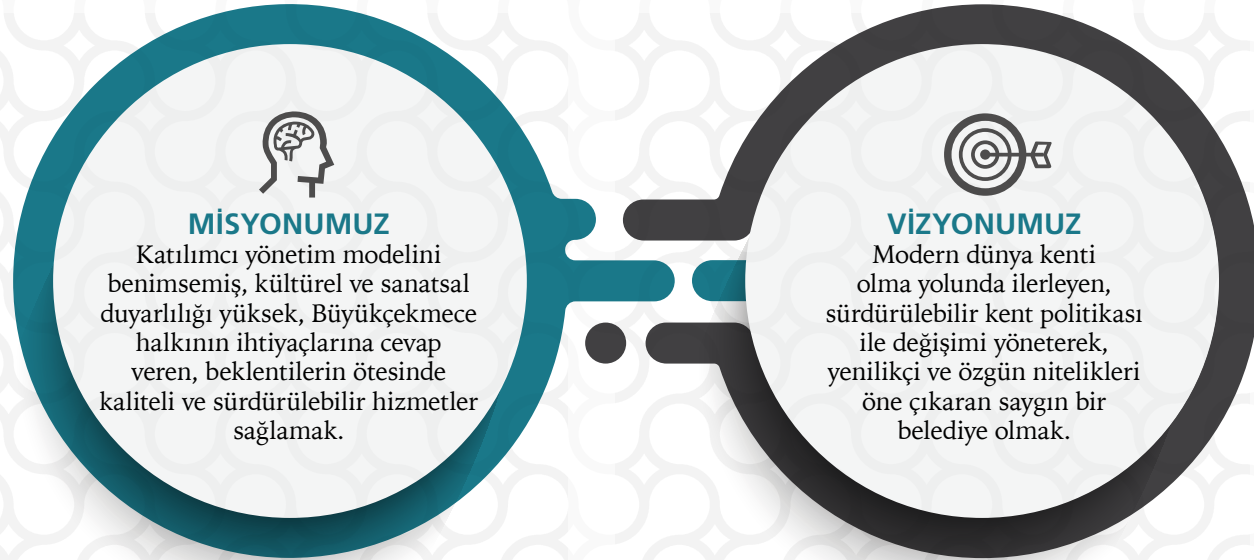 MİSYONUMUZ
Katılımcı yönetim modelini
benimsemiş, kültürel ve sanatsal
duyarlılığı yüksek, Büyükçekmece
halkının ihtiyaçlarına cevap
veren, beklentilerin ötesinde
kaliteli ve sürdürülebilir hizmetler
sağlamak.
VİZYONUMUZ
Modern dünya kenti
olma yolunda ilerleyen,
sürdürülebilir kent politikası
ile değişimi yöneterek,
yenilikçi ve özgün nitelikleri
öne çıkaran saygın bir
belediye olmak.